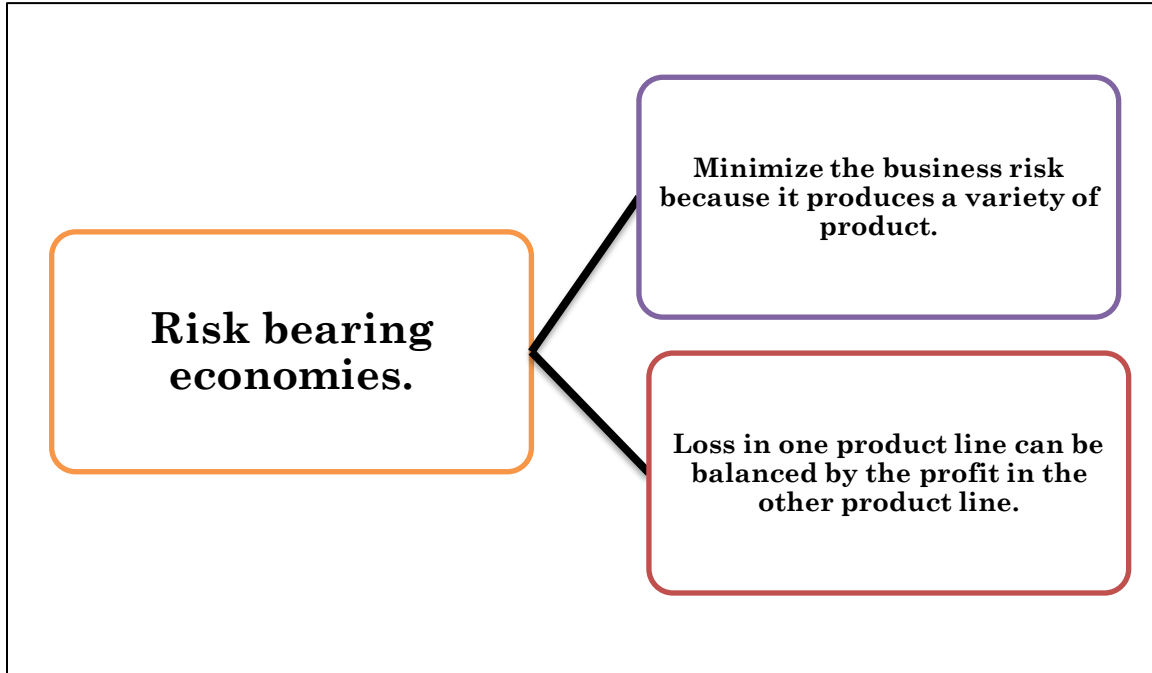 Risk bearing
economies.
Minimize the business risk
because it produces a variety of
product.
Loss in one product line can be
balanced by the profit in the
other product line.